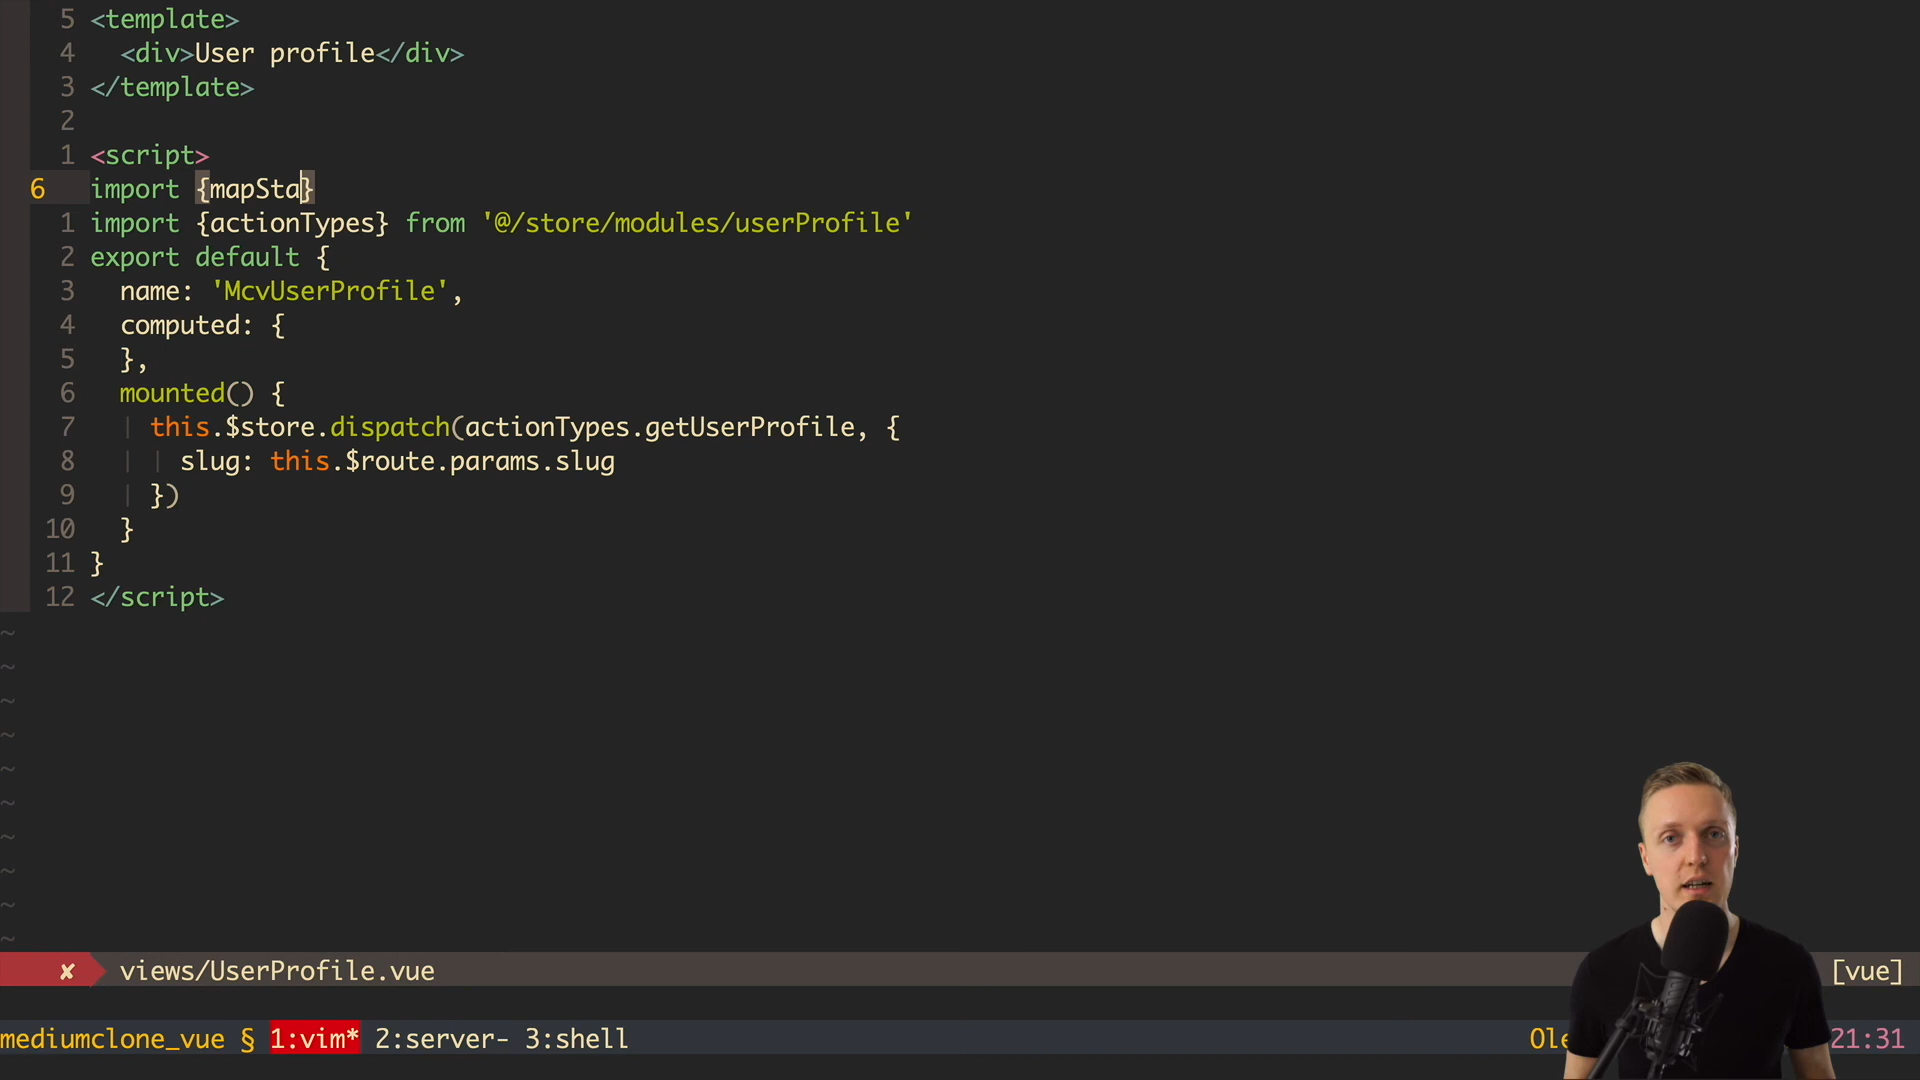 5 <template>
4   <div>User profile</div>
3 </template>
2
1 <script>
6 import {mapSta}
1 import {actionTypes} from '@/store/modules/userProfile'
2 export default {
3   name: 'McvUserProfile',
4   computed: {
5   },
6   mounted() {
7     this.$store.dispatch(actionTypes.getUserProfile, {
8       slug: this.$route.params.slug
9     })
10   }
11 }
12 </script>
~
~
~
~
~
~
~
~
~
~
✘ views/UserProfile.vue [vue]
mediumclone_vue § 1:vim* 2:server- 3:shell 21:31